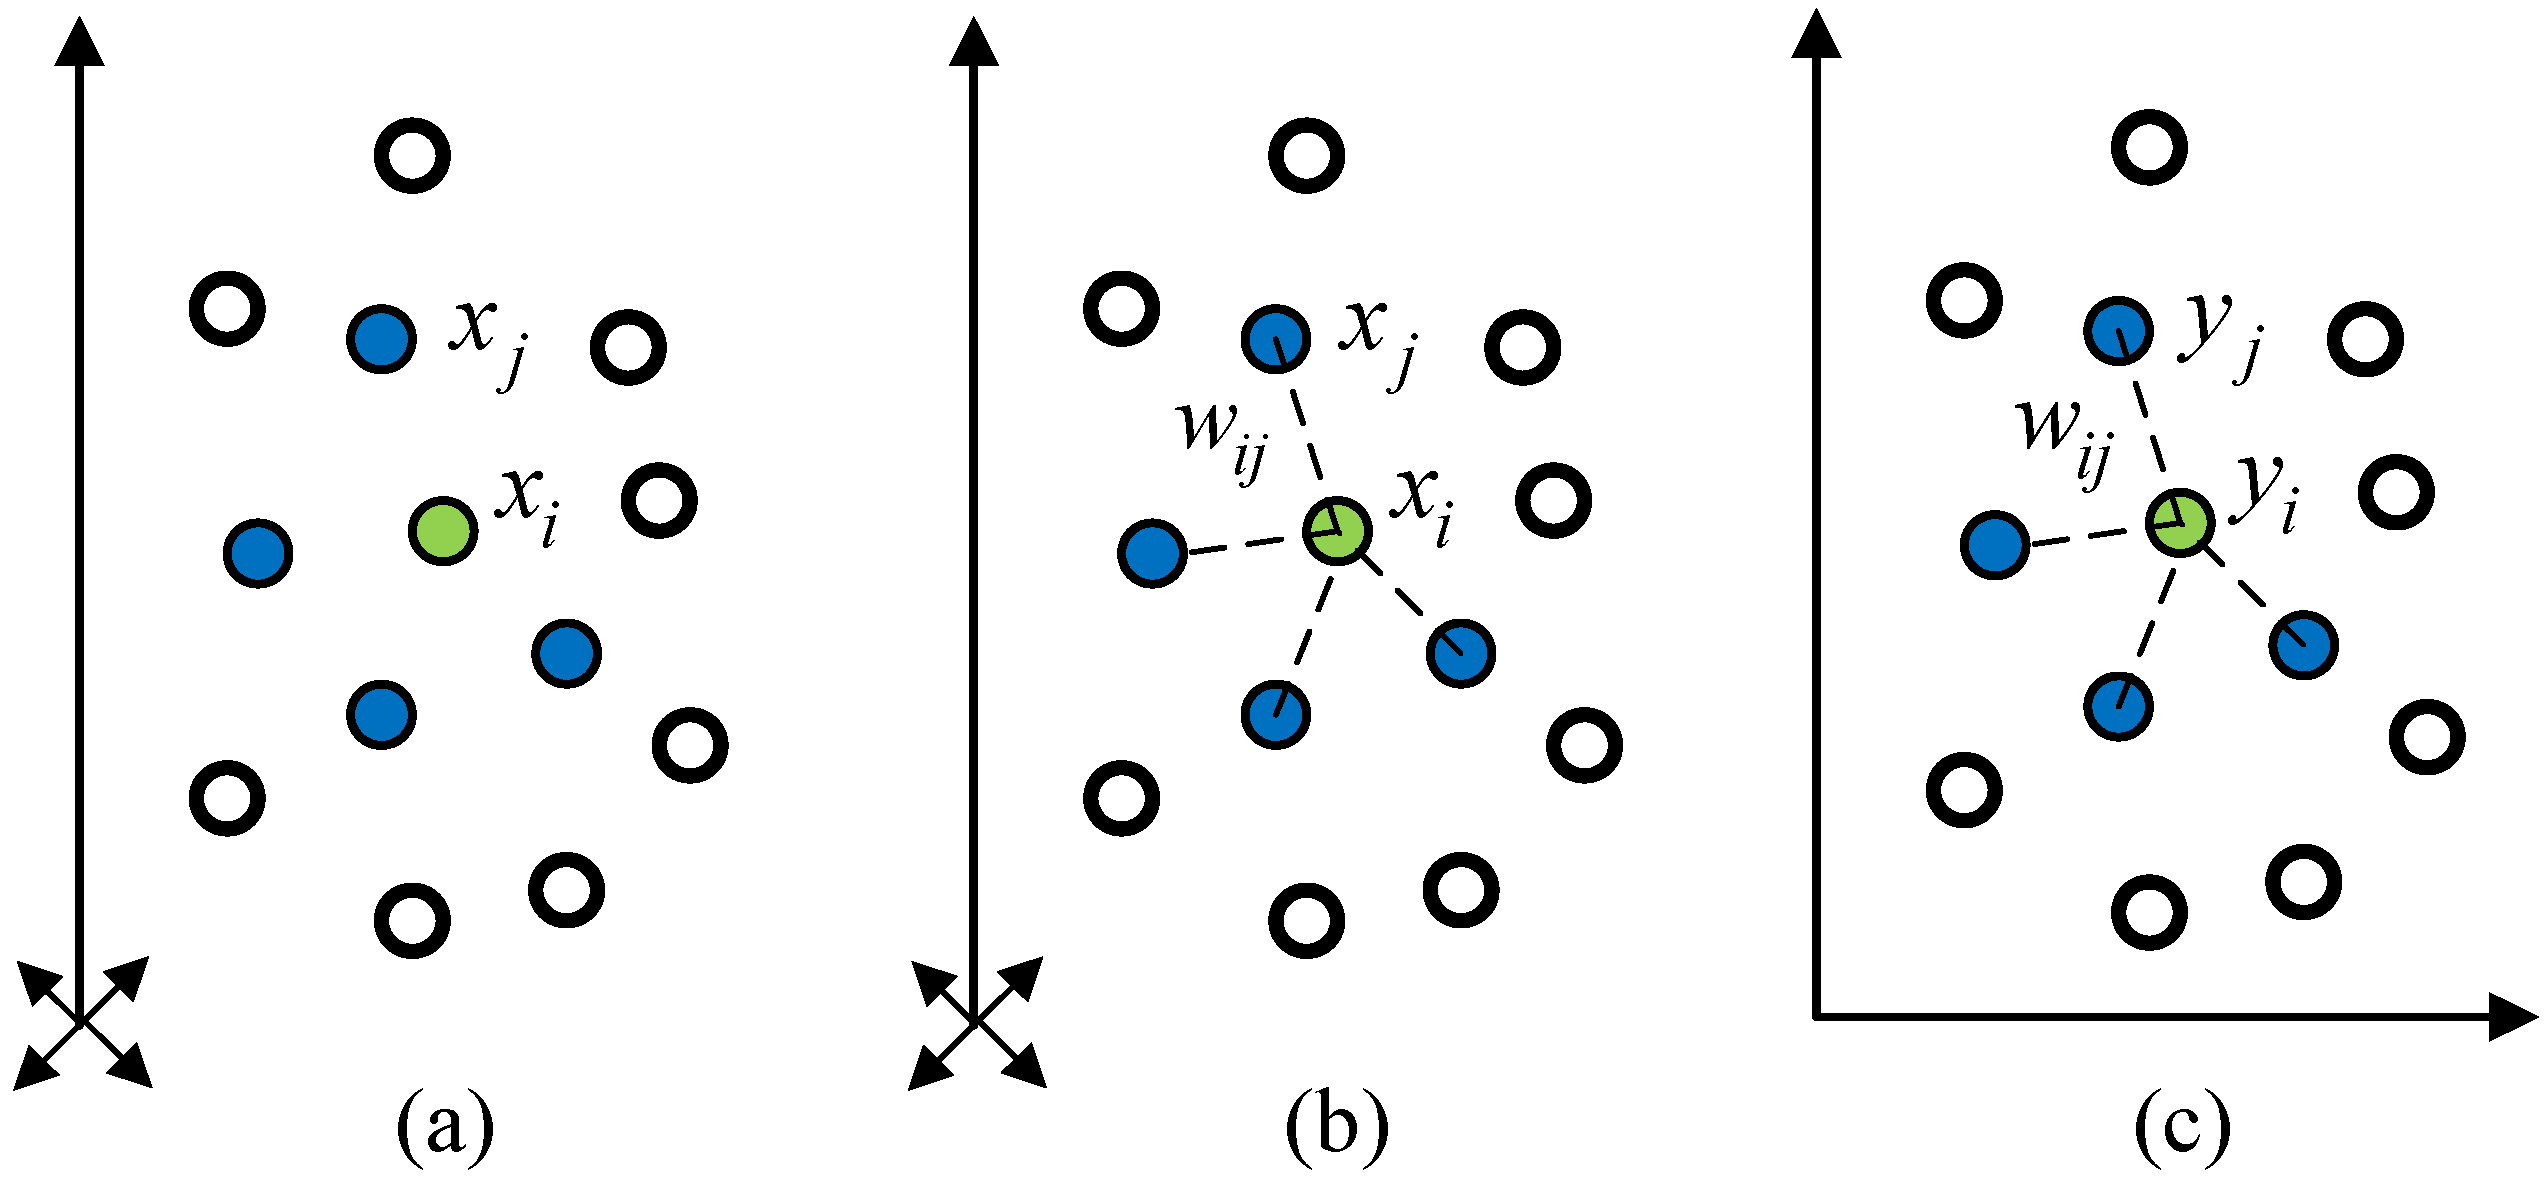 x_j
x_i
(a)
x_j
w_ij
x_i
(b)
y_j
w_ij
y_i
(c)